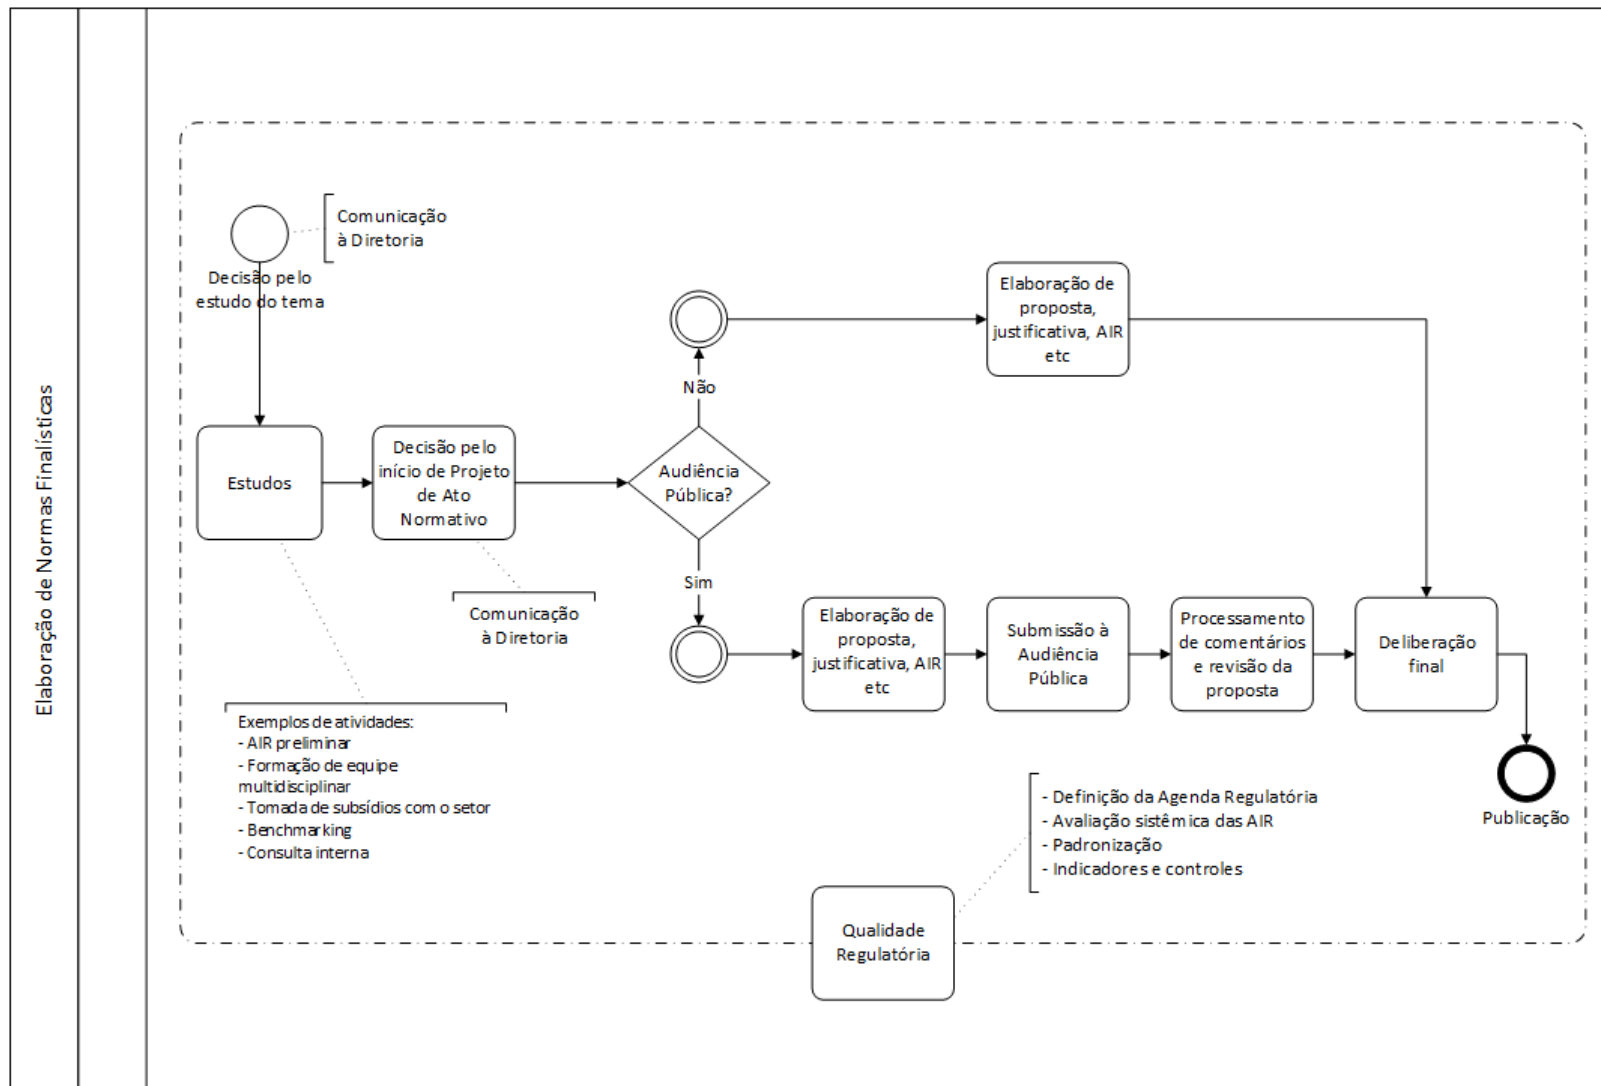 Elaboração de Normas Finalísticas
Comunicação
à Diretoria
Decisão pelo
estudo do tema
Elaboração de
proposta,
justificativa, AIR
etc
Não
Estudos
Decisão pelo
início de Projeto
de Ato
Normativo
Audiência
Pública?
Sim
Comunicação
à Diretoria
Elaboração de
proposta,
justificativa, AIR
etc
Submissão à
Audiência
Pública
Processamento
de comentários
e revisão da
proposta
Deliberação
final
Exemplos de atividades:
- AIR preliminar
- Formação de equipe
multidisciplinar
- Tomada de subsídios com o setor
- Benchmarking
- Consulta interna
- Definição da Agenda Regulatória
- Avaliação sistêmica das AIR
- Padronização
- Indicadores e controles
Publicação
Qualidade
Regulatória